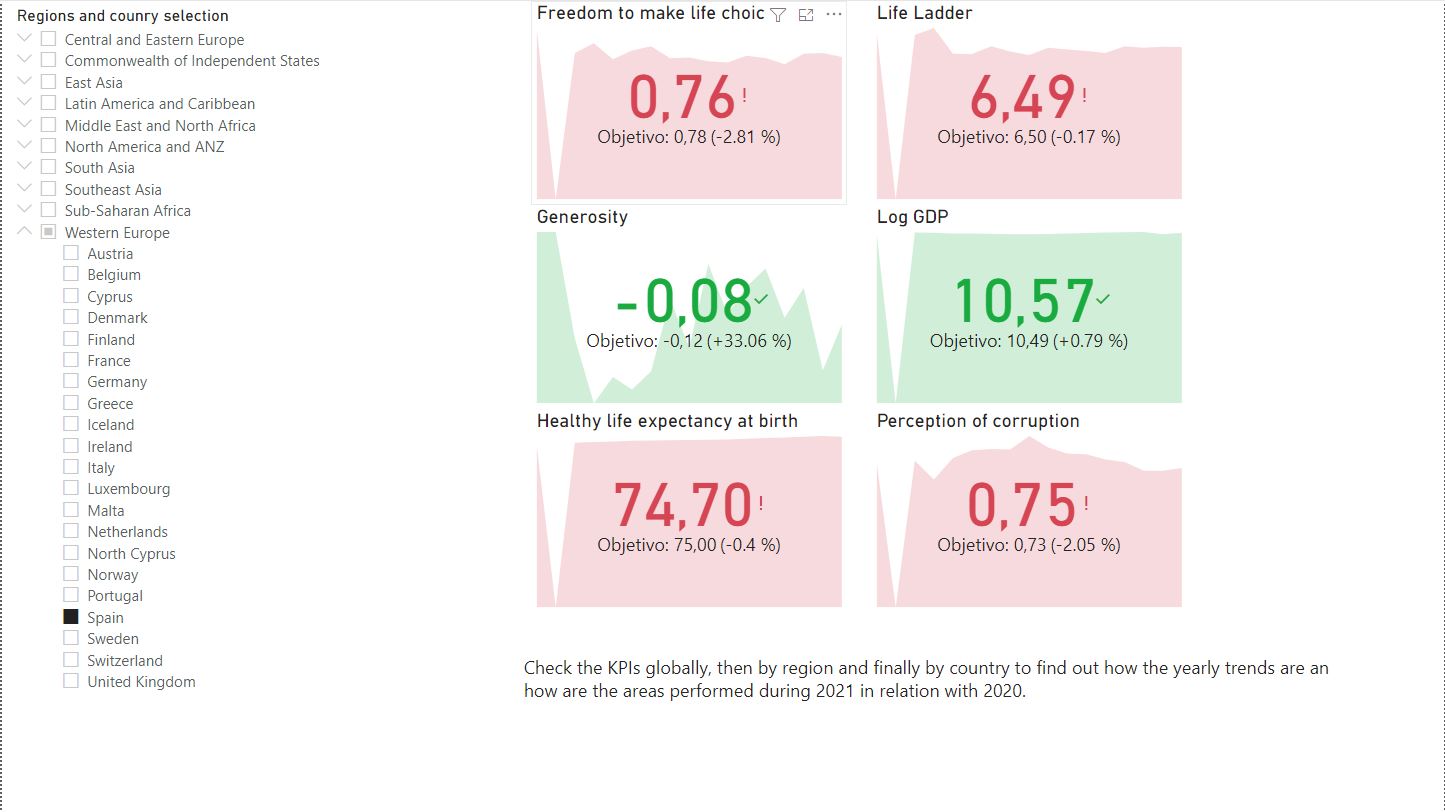 Regions and counry selection
Central and Eastern Europe
Commonwealth of Independent States
East Asia
Latin America and Caribbean
Middle East and North Africa
North America and ANZ
South Asia
Southeast Asia
Sub-Saharan Africa
Western Europe
Austria
Belgium
Cyprus
Denmark
Finland
France
Germany
Greece
Iceland
Ireland
Italy
Luxembourg
Malta
Netherlands
North Cyprus
Norway
Portugal
Spain
Sweden
Switzerland
United Kingdom
Freedom to make life choic
0,76!
Objetivo: 0,78 (-2.81 %)
Life Ladder
6,49!
Objetivo: 6,50 (-0.17 %)
Generosity
-0,08
Objetivo: -0,12 (+33.06 %)
Log GDP
10,57
Objetivo: 10,49 (+0.79 %)
Healthy life expectancy at birth
74,70!
Objetivo: 75,00 (-0.4 %)
Perception of corruption
0,75!
Objetivo: 0,73 (-2.05 %)
Check the KPIs globally, then by region and finally by country to find out how the yearly trends are an
how are the areas performed during 2021 in relation with 2020.